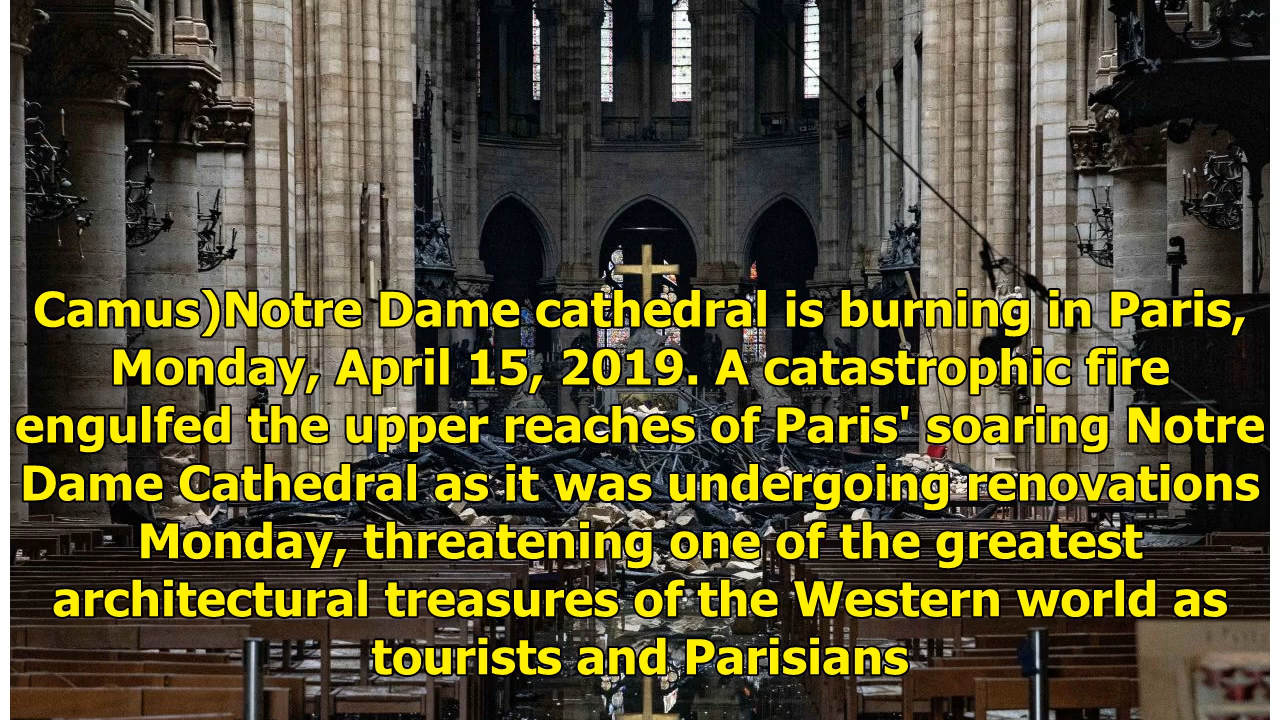 Camus)Notre Dame cathedral is burning in Paris,
Monday, April 15, 2019. A catastrophic fire
engulfed the upper reaches of Paris' soaring Notre
Dame Cathedral as it was undergoing renovations
Monday, threatening one of the greatest
architectural treasures of the Western world as
tourists and Parisians